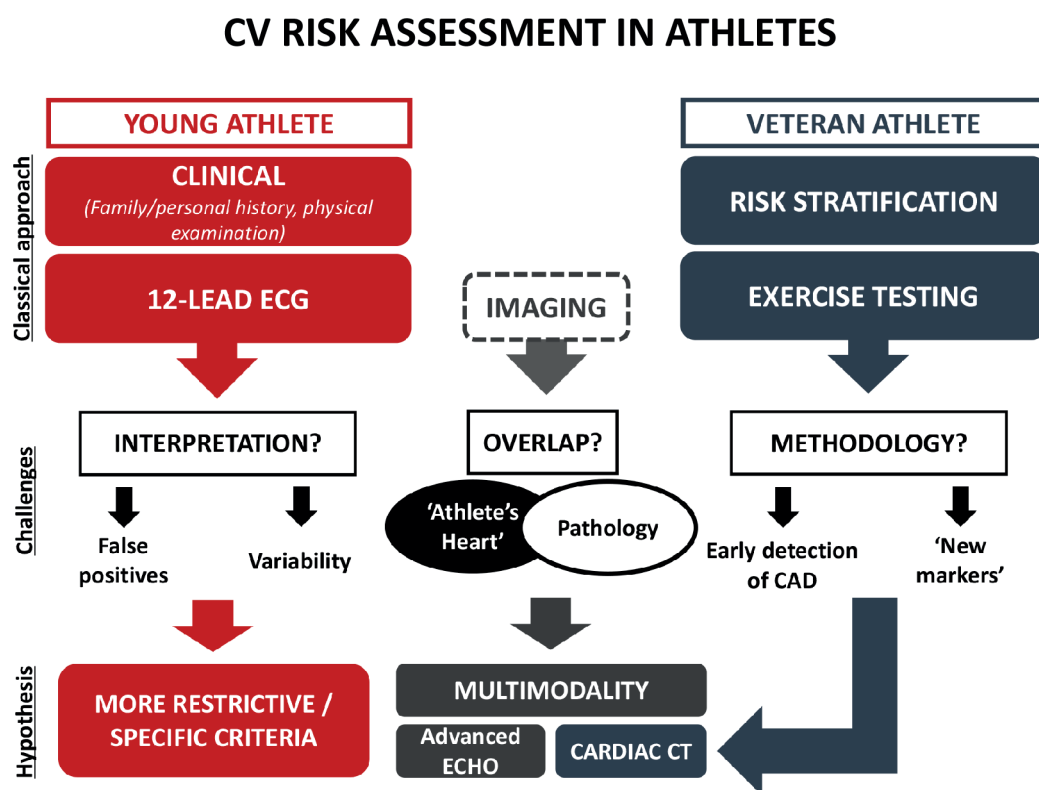 CV RISK ASSESSMENT IN ATHLETES
Classical approach
YOUNG ATHLETE
CLINICAL
(Family/personal history, physical
examination)
12-LEAD ECG
IMAGING
VETERAN ATHLETE
RISK STRATIFICATION
EXERCISE TESTING
Challenges
INTERPRETATION?
False
positives
Variability
OVERLAP?
‘Athlete’s
Heart’
Pathology
METHODOLOGY?
Early detection
of CAD
‘New
markers’
Hypothesis
MORE RESTRICTIVE /
SPECIFIC CRITERIA
MULTIMODALITY
Advanced
ECHO
CARDIAC CT